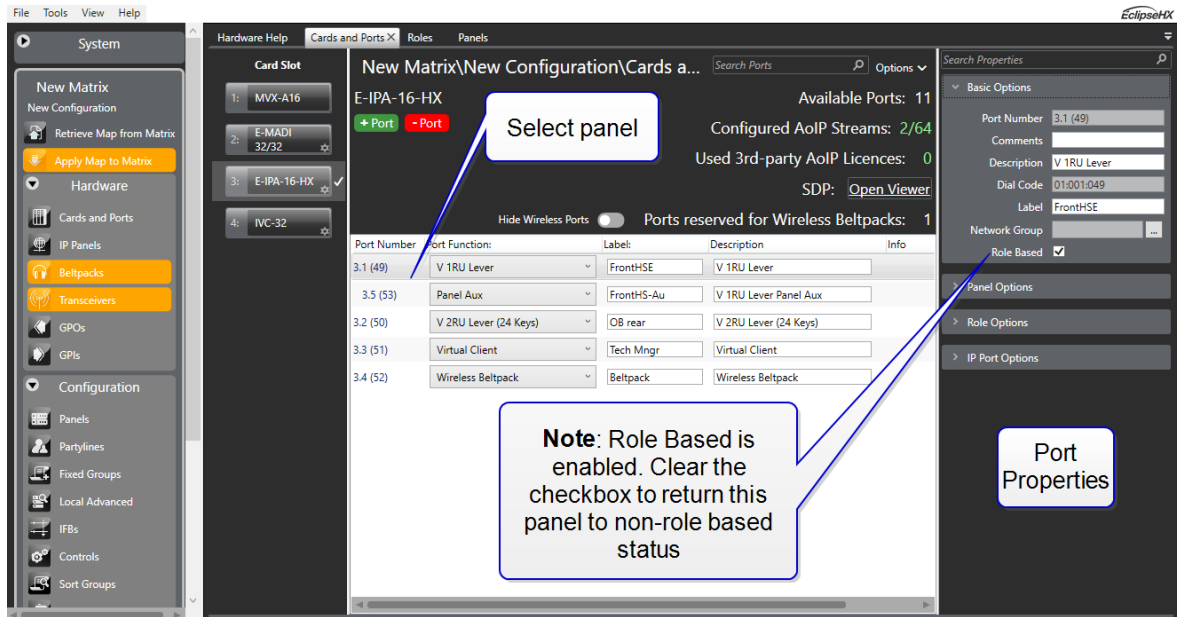 File Tools View Help
EclipseHX
System
New Matrix
New Configuration
Retrieve Map from Matrix
Apply Map to Matrix
Hardware
Cards and Ports
IP Panels
Beltpacks
Transceivers
GPOs
GPIs
Configuration
Panels
Partylines
Fixed Groups
Local Advanced
IFBs
Controls
Sort Groups
Hardware Help Cards and Ports X Roles Panels
Card Slot
1: MVX-A16
2: E-MADI
32/32
3: E-IPA-16-HX
4: IVC-32
New Matrix\New Configuration\Cards a...
Search Ports
Options
E-IPA-16-HX
Available Ports: 11
+ Port - Port
Configured AoIP Streams: 2/64
Used 3rd-party AoIP Licences: 0
SDP: Open Viewer
Hide Wireless Ports
Ports reserved for Wireless Beltpacks: 1
Select panel
Port Number Port Function: Label: Description Info
3.1 (49) V 1RU Lever FrontHSE V 1RU Lever
3.5 (53) Panel Aux FrontHS-Au V 1RU Lever Panel Aux
3.2 (50) V 2RU Lever (24 Keys) OB rear V 2RU Lever (24 Keys)
3.3 (51) Virtual Client Tech Mngr Virtual Client
3.4 (52) Wireless Beltpack Beltpack Wireless Beltpack
Note: Role Based is
enabled. Clear the
checkbox to return this
panel to non-role based
status
Search Properties
Basic Options
Port Number 3.1 (49)
Comments
Description V 1RU Lever
Dial Code 01:001:049
Label FrontHSE
Network Group ...
Role Based
Panel Options
Role Options
IP Port Options
Port
Properties